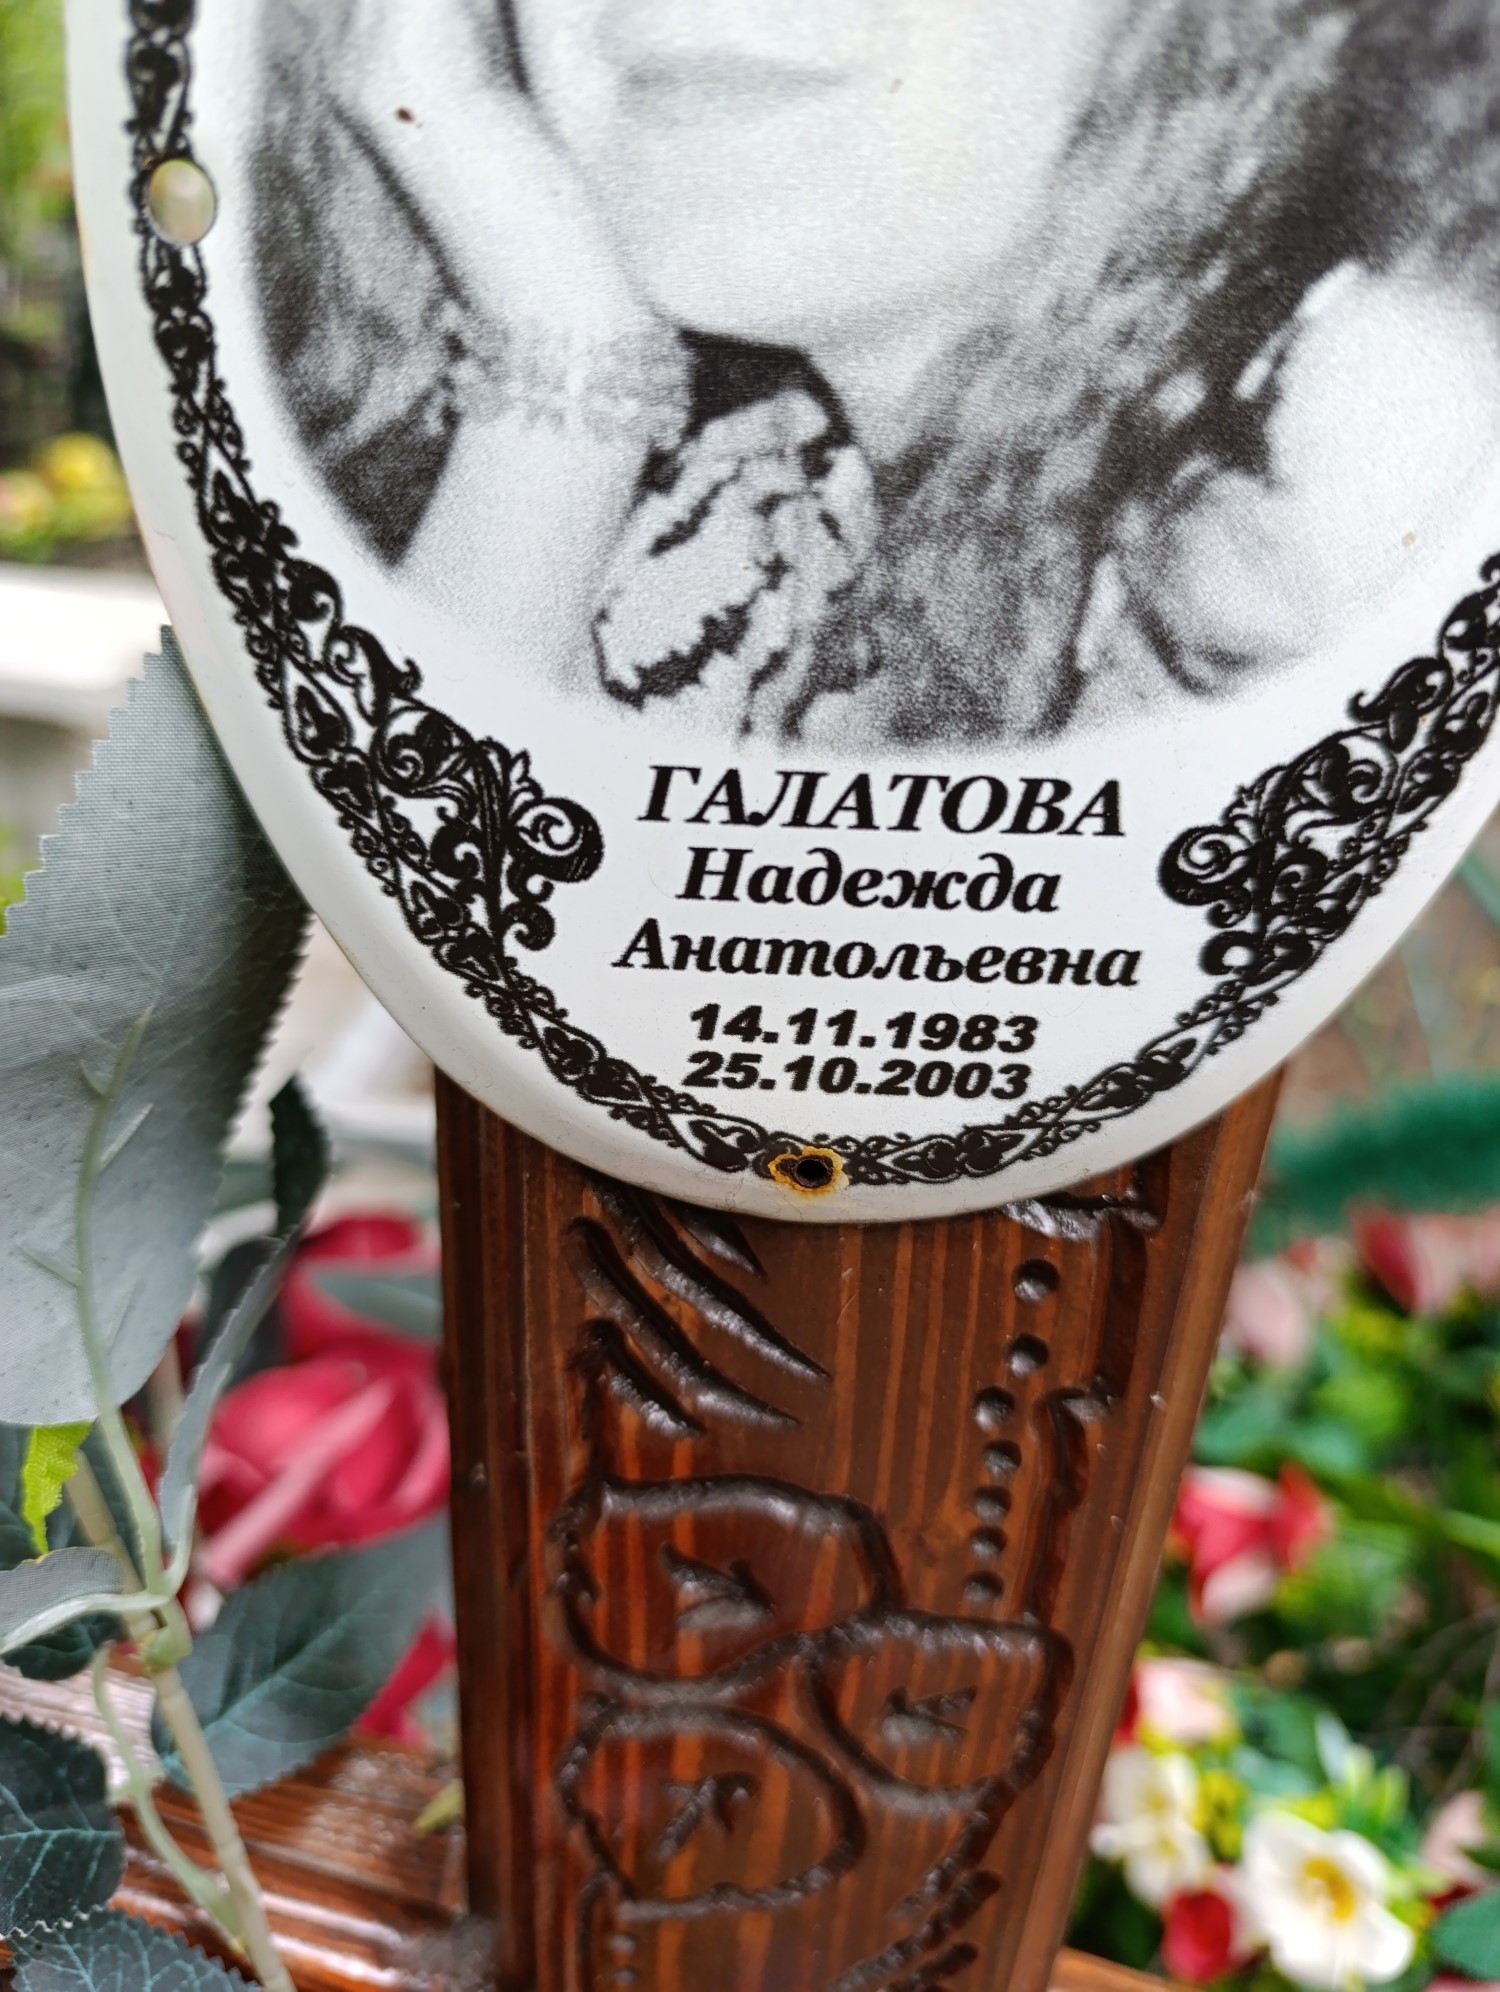 ГАЛАТОВА
Надежда
Анатольевна
14.11.1983
25.10.2003